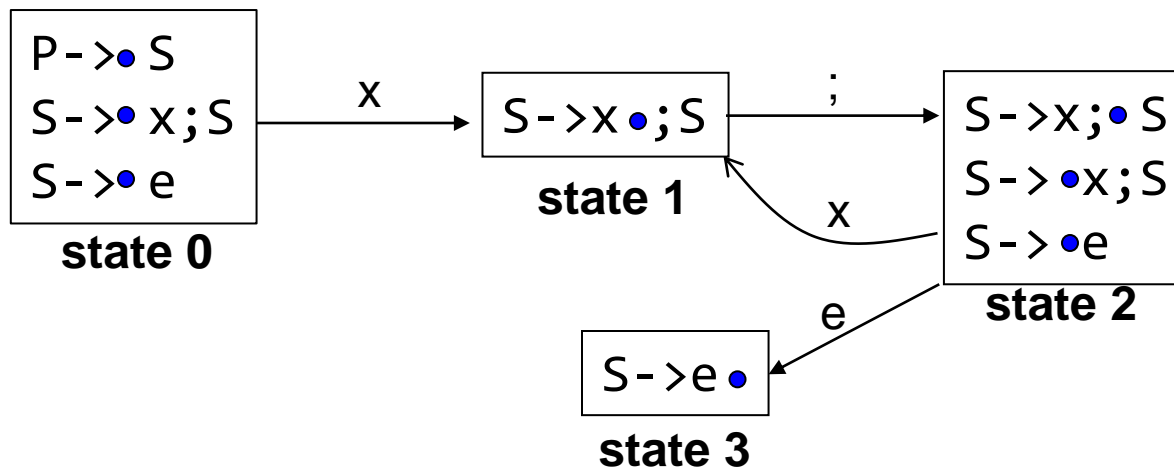 P->• S
S->• x;S
S->• e
state 0
x
S->x •;S
state 1
;
S->x;• S
S-> •x;S
S-> •e
state 2
x
e
S->e •
state 3